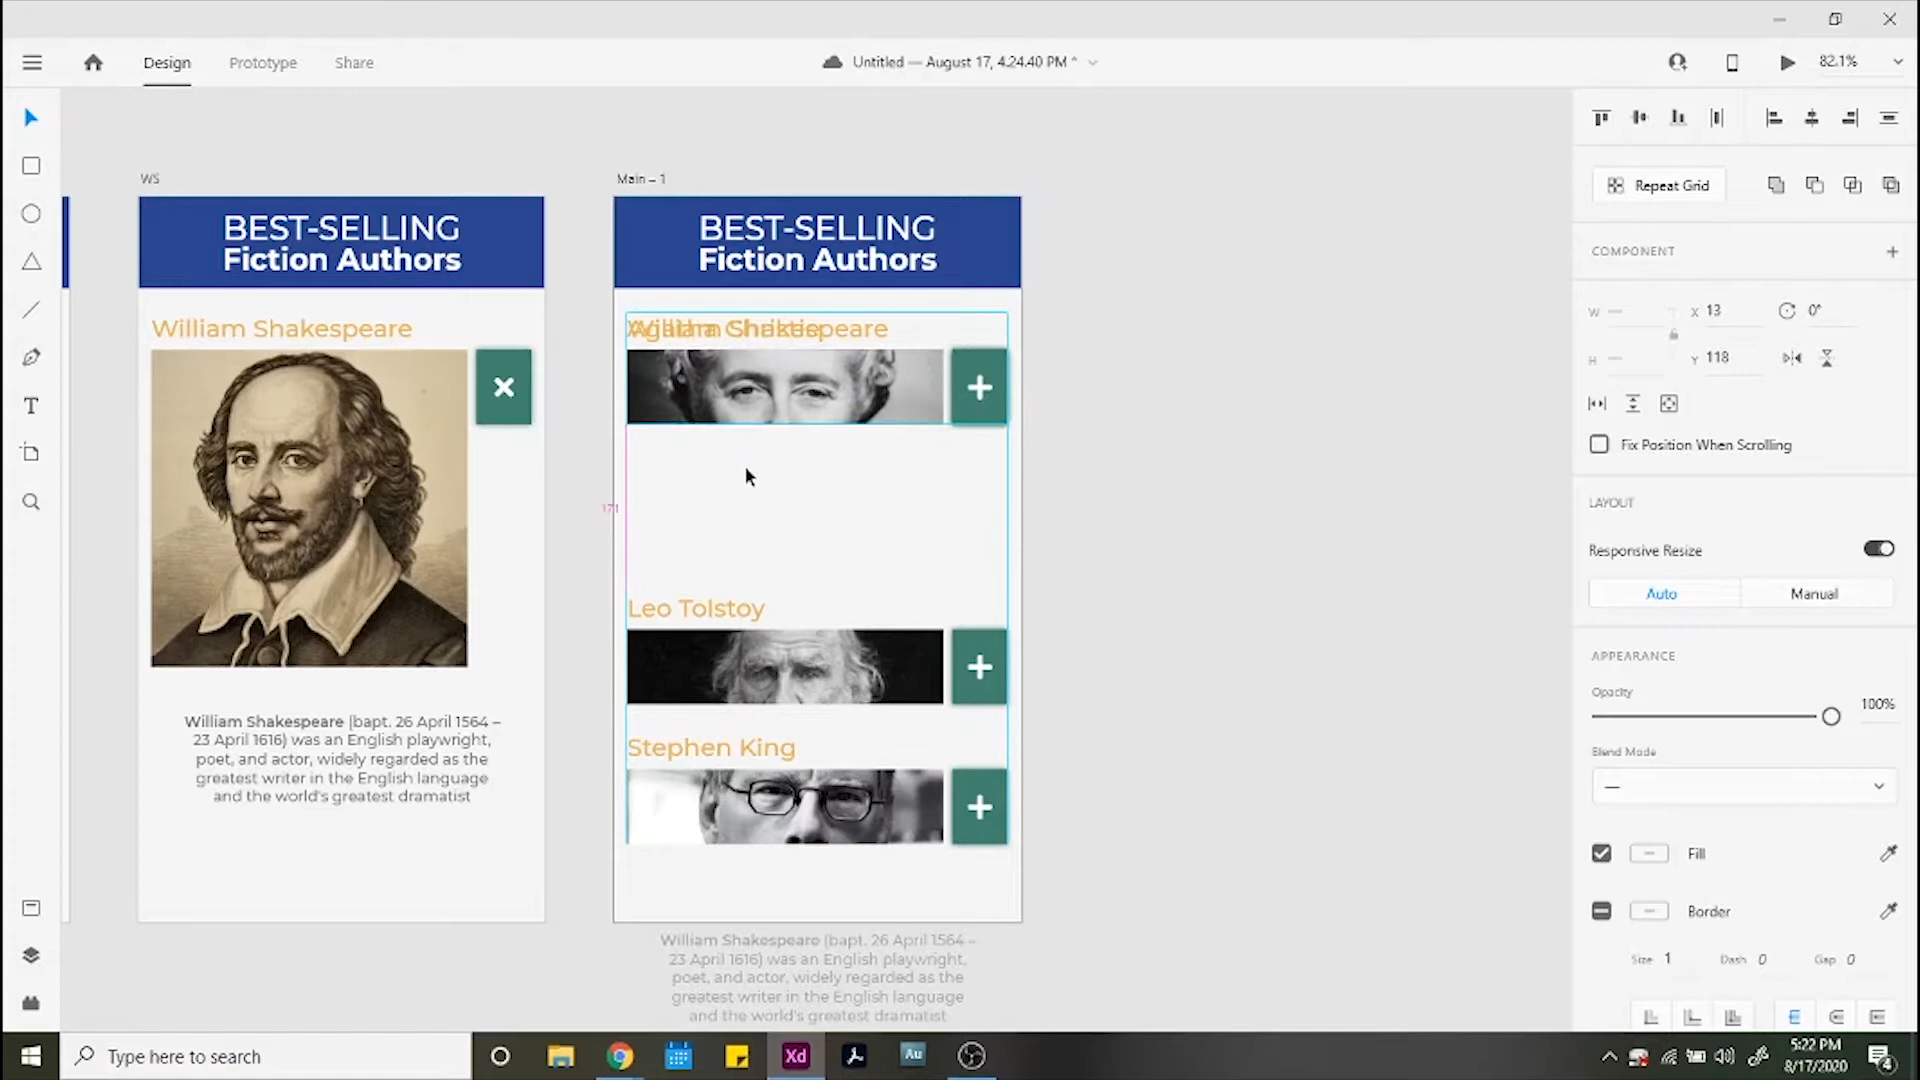 Design
Prototype
Share
Untitled — August 17, 4.24.40 PM ^
82.1%
WS
BEST-SELLING
Fiction Authors
William Shakespeare
William Shakespeare (bapt. 26 April 1564 –
23 April 1616) was an English playwright,
poet, and actor, widely regarded as the
greatest writer in the English language
and the world's greatest dramatist
Main – 1
BEST-SELLING
Fiction Authors
William Shakespeare
171
Leo Tolstoy
Stephen King
William Shakespeare (bapt. 26 April 1564 –
23 April 1616) was an English playwright,
poet, and actor, widely regarded as the
greatest writer in the English language
and the world's greatest dramatist
Repeat Grid
COMPONENT
W
X 13
0°
H
Y 118
Fix Position When Scrolling
LAYOUT
Responsive Resize
Auto
Manual
APPEARANCE
Opacity
100%
Blend Mode
Fill
Border
Size 1
Dash 0
Gap 0
Type here to search
Xd
Au
5:22 PM
8/17/2020
4